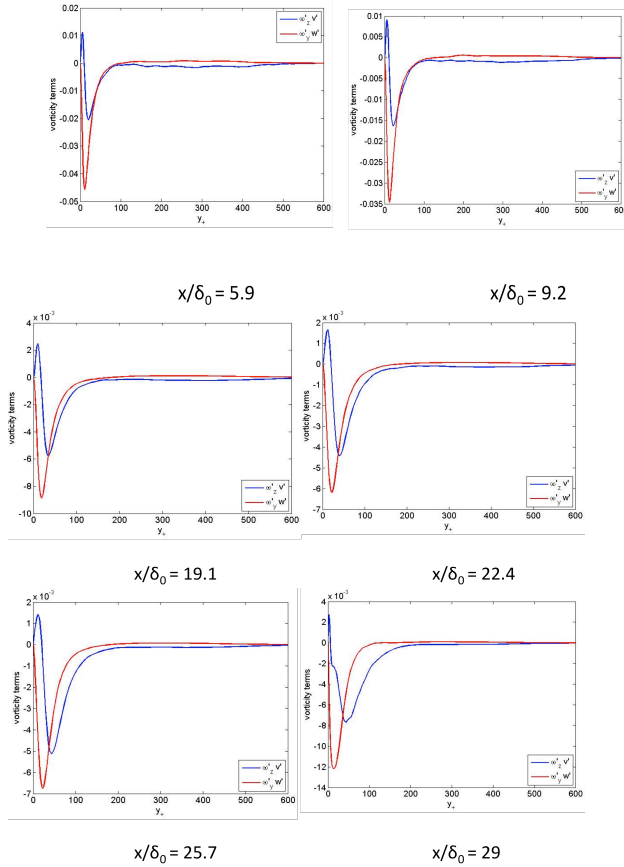 0.02
0.01
0
-0.01
-0.02
-0.03
-0.04
-0.05
vorticity terms
0 100 200 300 400 500 600
y+
ω'z v'
ω'y w'
0.01
0.005
0
-0.005
-0.01
-0.015
-0.02
-0.025
-0.03
-0.035
vorticity terms
0 100 200 300 400 500 600
y+
ω'z v'
ω'y w'
x/δ0 = 5.9
x/δ0 = 9.2
x 10-3
4
2
0
-2
-4
-6
-8
-10
vorticity terms
0 100 200 300 400 500 600
y+
ω'z v'
ω'y w'
x 10-3
2
1
0
-1
-2
-3
-4
-5
-6
-7
vorticity terms
0 100 200 300 400 500 600
y+
ω'z v'
ω'y w'
x/δ0 = 19.1
x/δ0 = 22.4
x 10-3
2
1
0
-1
-2
-3
-4
-5
-6
-7
vorticity terms
0 100 200 300 400 500 600
y+
ω'z v'
ω'y w'
x 10-3
4
2
0
-2
-4
-6
-8
-10
-12
-14
vorticity terms
0 100 200 300 400 500 600
y+
ω'z v'
ω'y w'
x/δ0 = 25.7
x/δ0 = 29